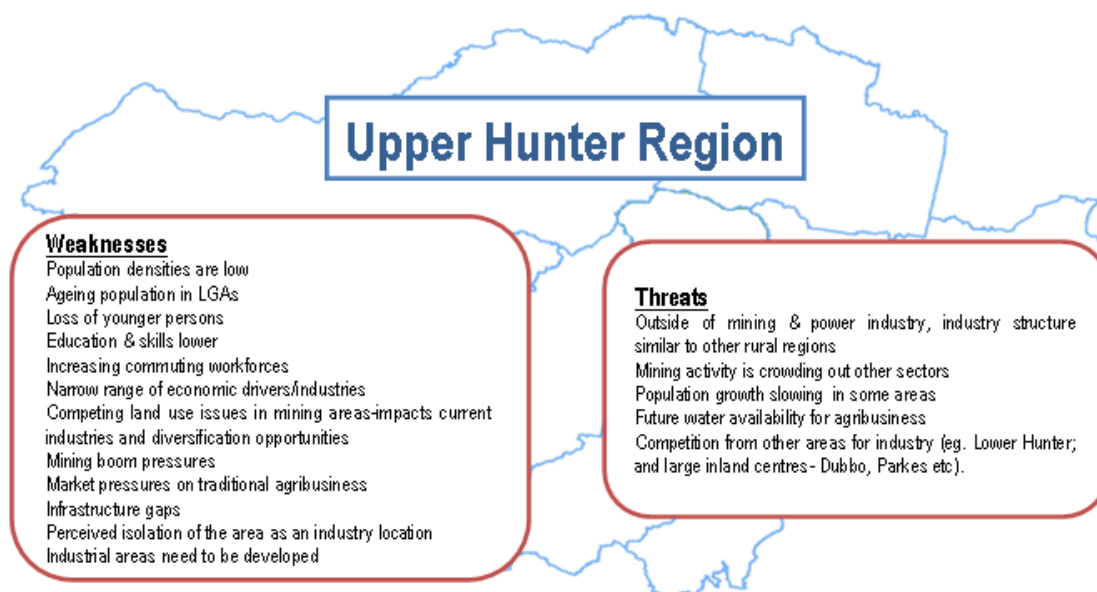 Upper Hunter Region
Weaknesses
Population densities are low
Ageing population in LGAs
Loss of younger persons
Education & skills lower
Increasing commuting workforces
Narrow range of economic drivers/industries
Competing land use issues in mining areas-impacts current
industries and diversification opportunities
Mining boom pressures
Market pressures on traditional agribusiness
Infrastructure gaps
Perceived isolation of the area as an industry location
Industrial areas need to be developed
Threats
Outside of mining & power industry, industry structure
similar to other rural regions
Mining activity is crowding out other sectors
Population growth slowing in some areas
Future water availability for agribusiness
Competition from other areas for industry (eg. Lower Hunter;
and large inland centres- Dubbo, Parkes etc).